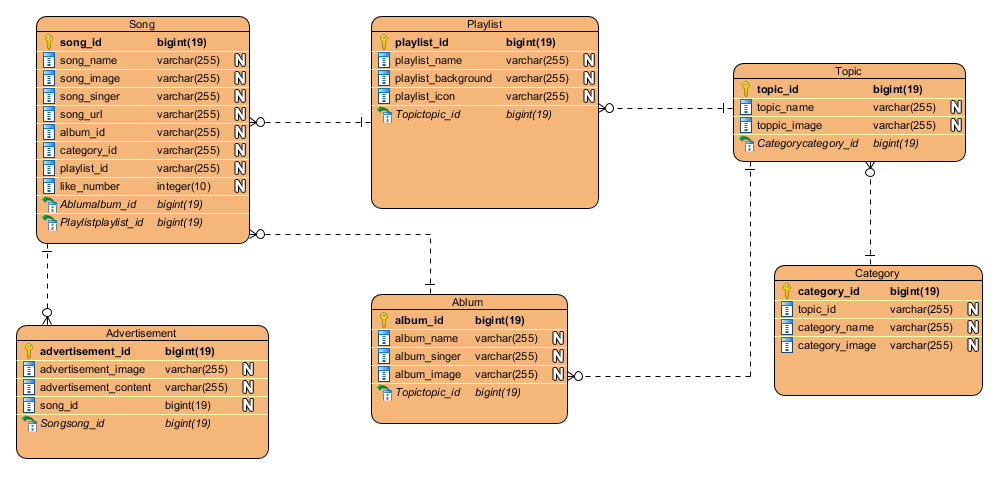 Song
song_id bigint(19)
song_name varchar(255) N
song_image varchar(255) N
song_singer varchar(255) N
song_url varchar(255) N
album_id varchar(255) N
category_id varchar(255) N
playlist_id varchar(255) N
like_number integer(10) N
Ablumalbum_id bigint(19)
Playlistplaylist_id bigint(19)
Playlist
playlist_id bigint(19)
playlist_name varchar(255) N
playlist_background varchar(255) N
playlist_icon varchar(255) N
Topictopic_id bigint(19)
Topic
topic_id bigint(19)
topic_name varchar(255) N
toppic_image varchar(255) N
Categorycategory_id bigint(19)
Category
category_id bigint(19)
topic_id varchar(255) N
category_name varchar(255) N
category_image varchar(255) N
Ablum
album_id bigint(19)
album_name varchar(255) N
album_singer varchar(255) N
album_image varchar(255) N
Topictopic_id bigint(19)
Advertisement
advertisement_id bigint(19)
advertisement_image varchar(255) N
advertisement_content varchar(255) N
song_id bigint(19) N
Songsong_id bigint(19)